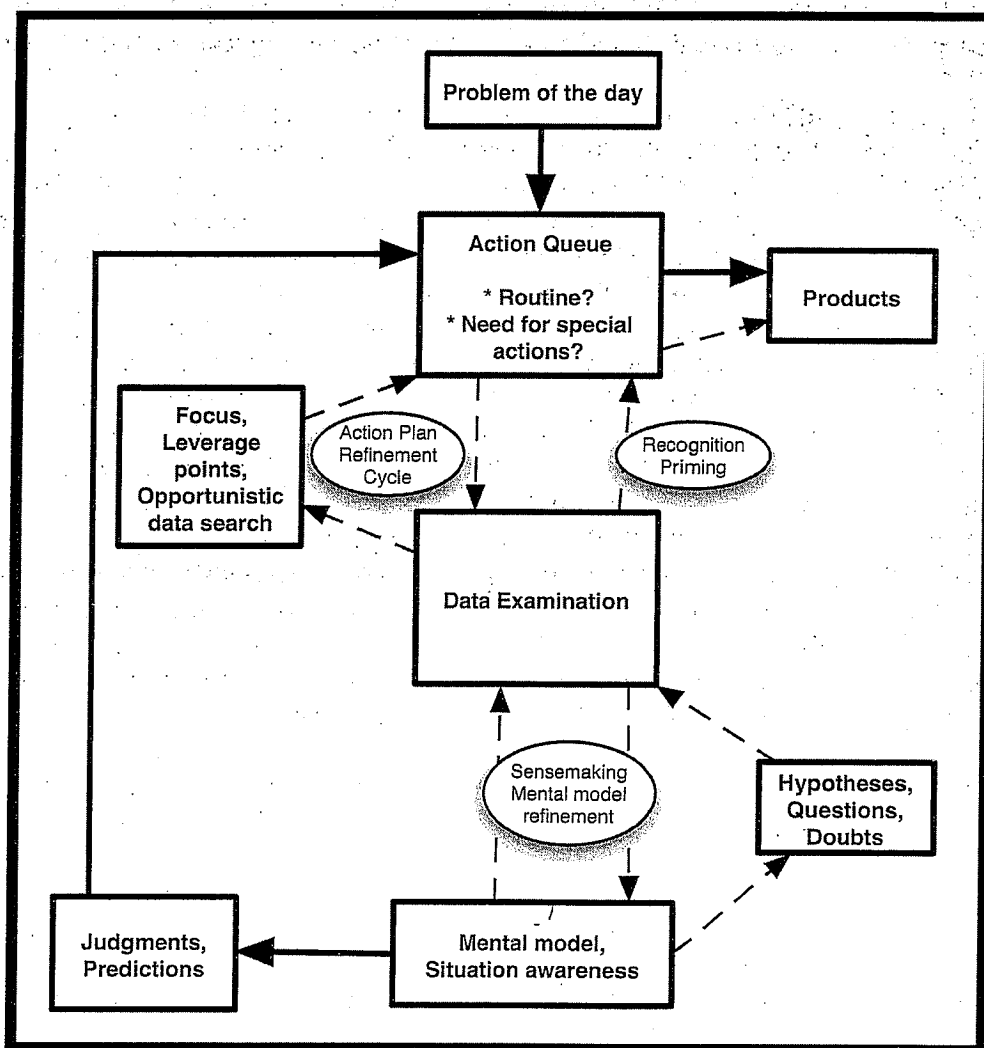 Problem of the day
Action Queue
* Routine?
* Need for special
actions?
Products
Focus,
Leverage
points,
Opportunistic
data search
Action Plan
Refinement
Cycle
Recognition
Priming
Data Examination
Sensemaking
Mental model
refinement
Hypotheses,
Questions,
Doubts
Judgments,
Predictions
Mental model,
Situation awareness